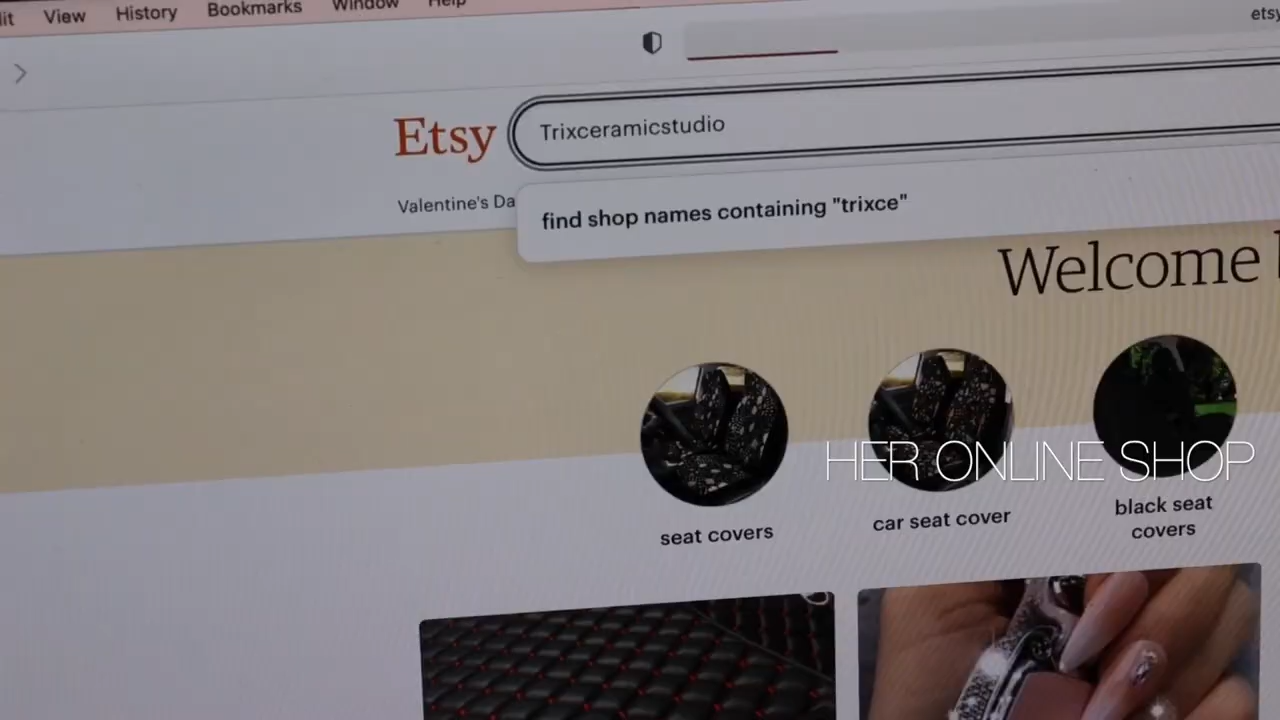 View History Bookmarks Window Help
etsy
Etsy Trixceramicstudio
Valentine's Da
find shop names containing "trixce"
Welcome
HER ONLINE SHOP
seat covers
car seat cover
black seat
covers